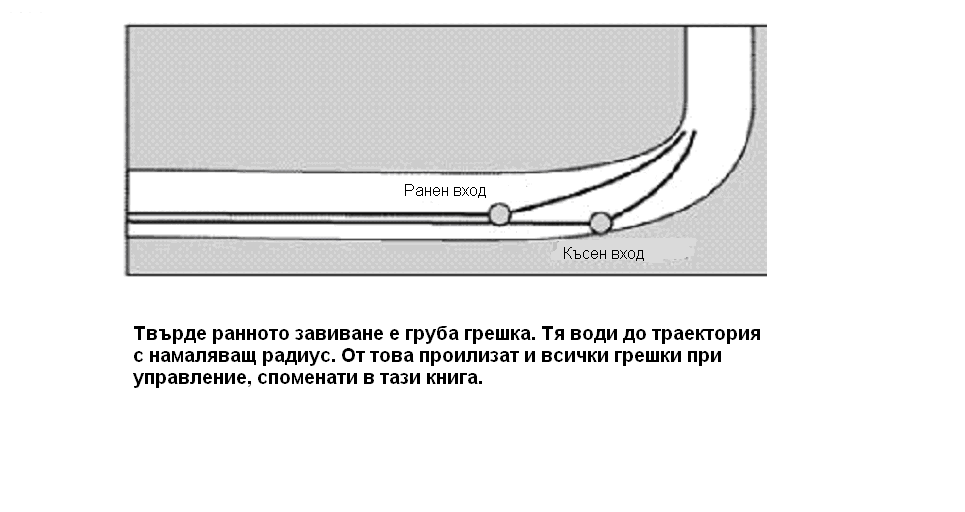 Ранен вход
Късен вход
Твърде ранното завиване е груба грешка. Тя води до траектория
с намаляващ радиус. От това проилизат и всички грешки при
управление, споменати в тази книга.